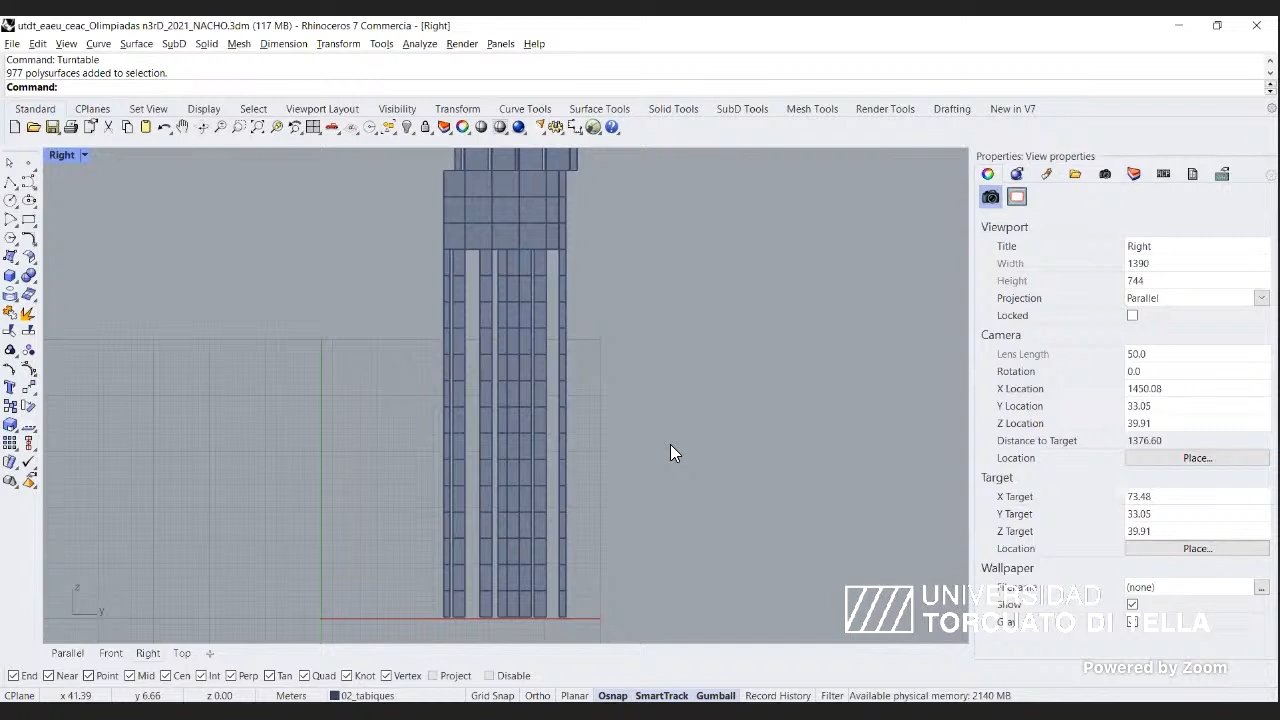 utdt_eaeu_ceac_Olimpiadas n3rD_2021_NACHO.3dm (117 MB) - Rhinoceros 7 Commercia - [Right]
File Edit View Curve Surface SubD Solid Mesh Dimension Transform Tools Analyze Render Panels Help
Command: Turntable
977 polysurfaces added to selection.
Command:
Standard CPlanes Set View Display Select Viewport Layout Visibility Transform Curve Tools Surface Tools Solid Tools SubD Tools Mesh Tools Render Tools Drafting New in V7
Right
Properties: View properties
Viewport
Title Right
Width 1390
Height 744
Projection Parallel
Locked
Camera
Lens Length 50.0
Rotation 0.0
X Location 1450.08
Y Location 33.05
Z Location 39.91
Distance to Target 1376.60
Location Place...
Target
X Target 73.48
Y Target 33.05
Z Target 39.91
Location Place...
Wallpaper
(none) ...
Show
UNIVERSIDAD
TORCUATO DI TELLA
Powered by Zoom
z
y
Parallel Front Right Top
End Near Point Mid Cen Int Perp Tan Quad Knot Vertex Project Disable
CPlane x 41.39 y 6.66 z 0.00 Meters 02_tabiques Grid Snap Ortho Planar Osnap SmartTrack Gumball Record History Filter Available physical memory: 2140 MB